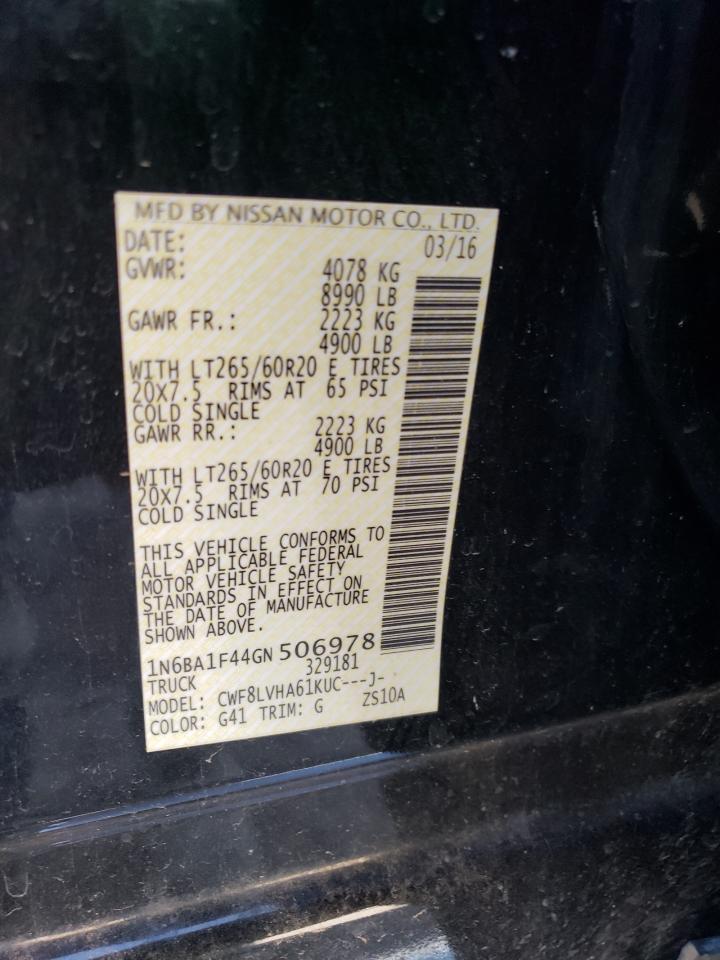 MFD BY NISSAN MOTOR CO., LTD.
DATE: 03/16
GVWR: 4078 KG
8990 LB
GAWR FR.: 2223 KG
4900 LB
WITH LT265/60R20 E TIRES
20X7.5 RIMS AT 65 PSI
COLD SINGLE
GAWR RR.: 2223 KG
4900 LB
WITH LT265/60R20 E TIRES
20X7.5 RIMS AT 70 PSI
COLD SINGLE
THIS VEHICLE CONFORMS TO
ALL APPLICABLE FEDERAL
MOTOR VEHICLE SAFETY
STANDARDS IN EFFECT ON
THE DATE OF MANUFACTURE
SHOWN ABOVE.
1N6BA1F44GN506978
TRUCK 329181
MODEL: CWF8LVHA61KUC---J-
COLOR: G41 TRIM: G ZS10A